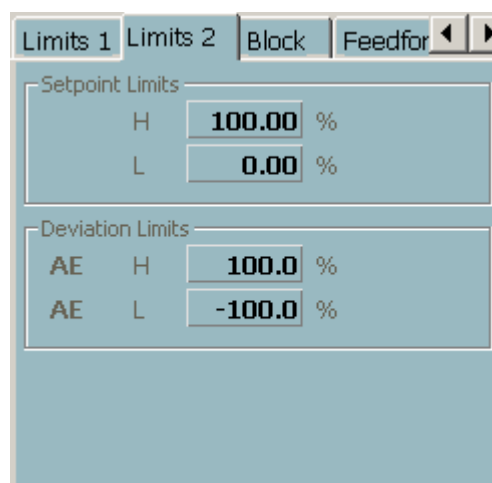 Limits 1 Limits 2 Block Feedfor
Setpoint Limits
H 100.00 %
L 0.00 %
Deviation Limits
AE H 100.0 %
AE L -100.0 %